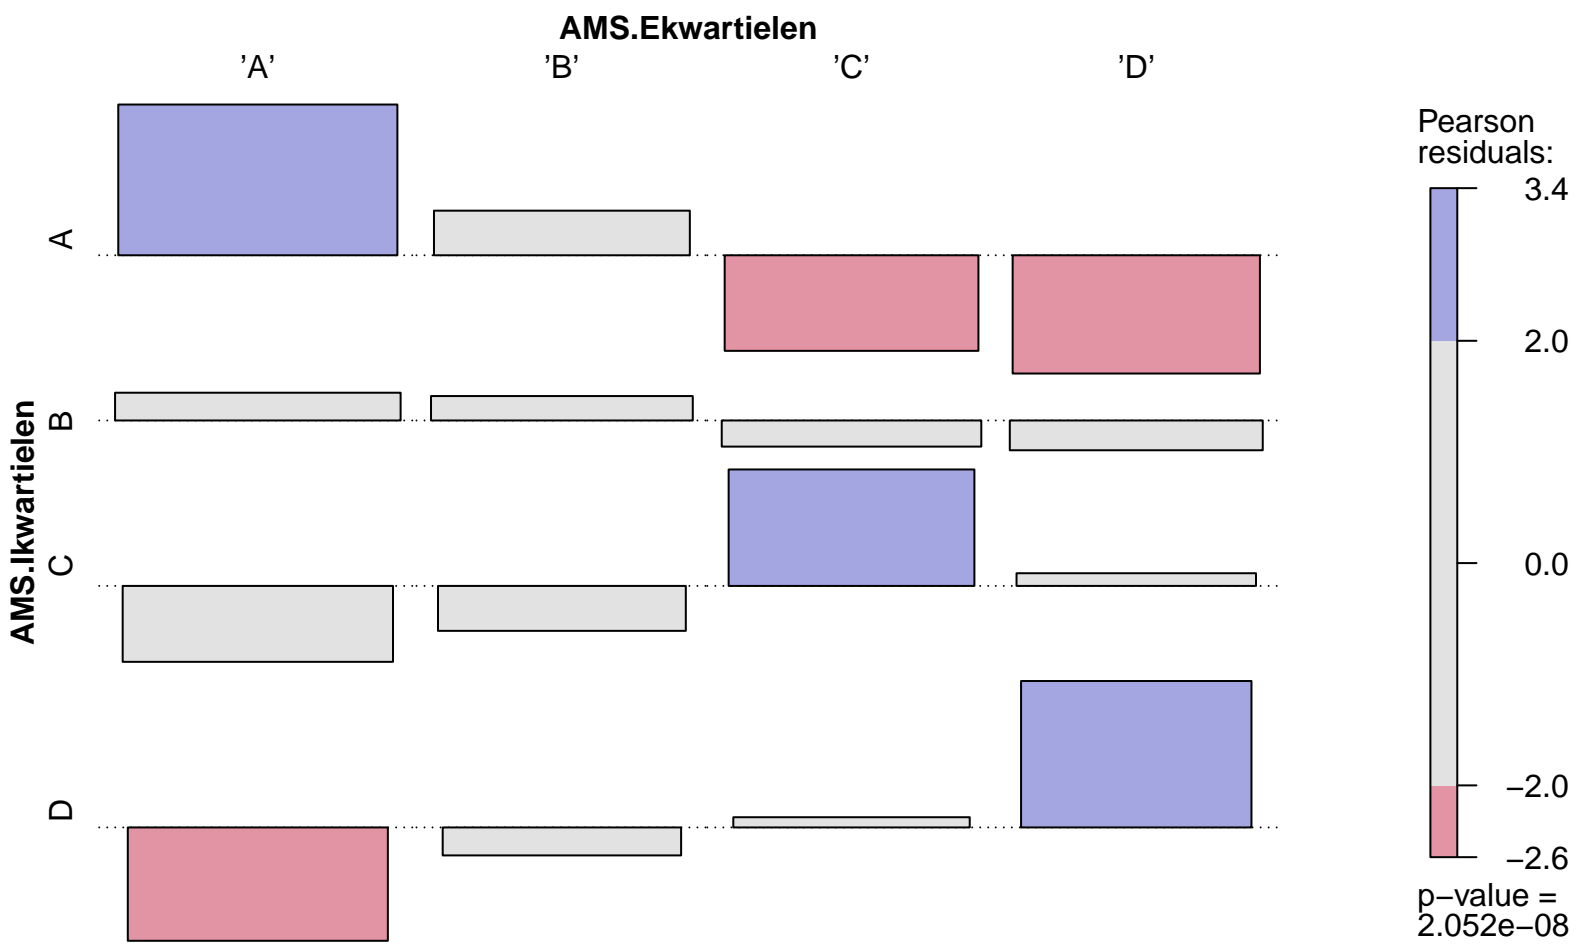 AMS.Ekwartielen
’A’ ’B’ ’C’ ’D’
AMS.Ikwartielen
A
B
C
D
Pearson
residuals:
3.4
2.0
0.0
−2.0
−2.6
p−value =
2.052e−08